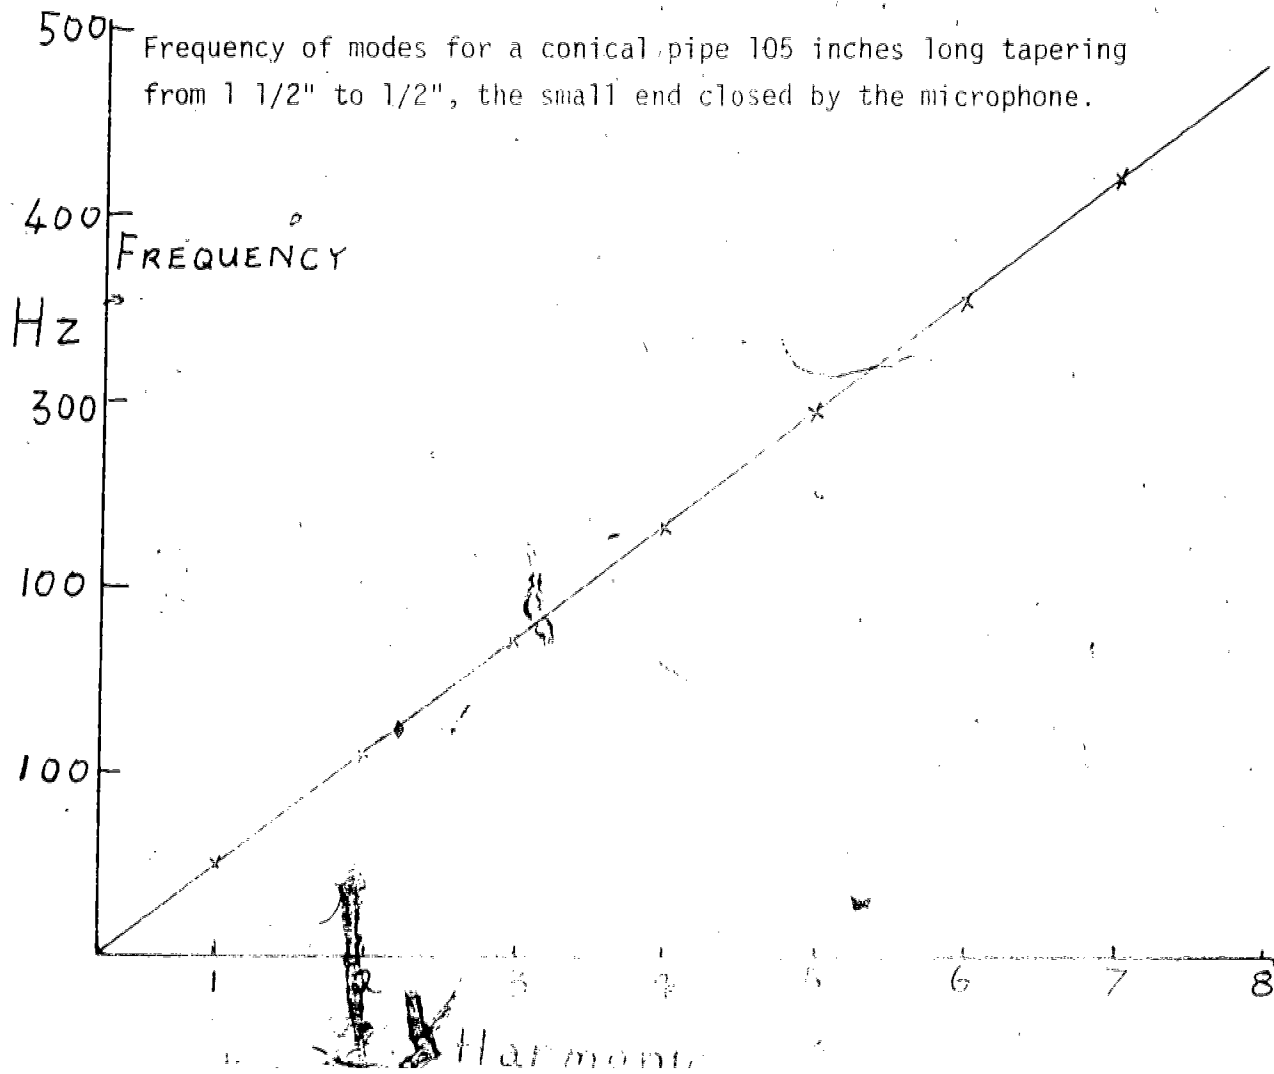 500
Frequency of modes for a conical pipe 105 inches long tapering
from 1 1/2" to 1/2", the small end closed by the microphone.
400
FREQUENCY
Hz
300
100
100
1 2 3 4 5 6 7 8
Harmonic